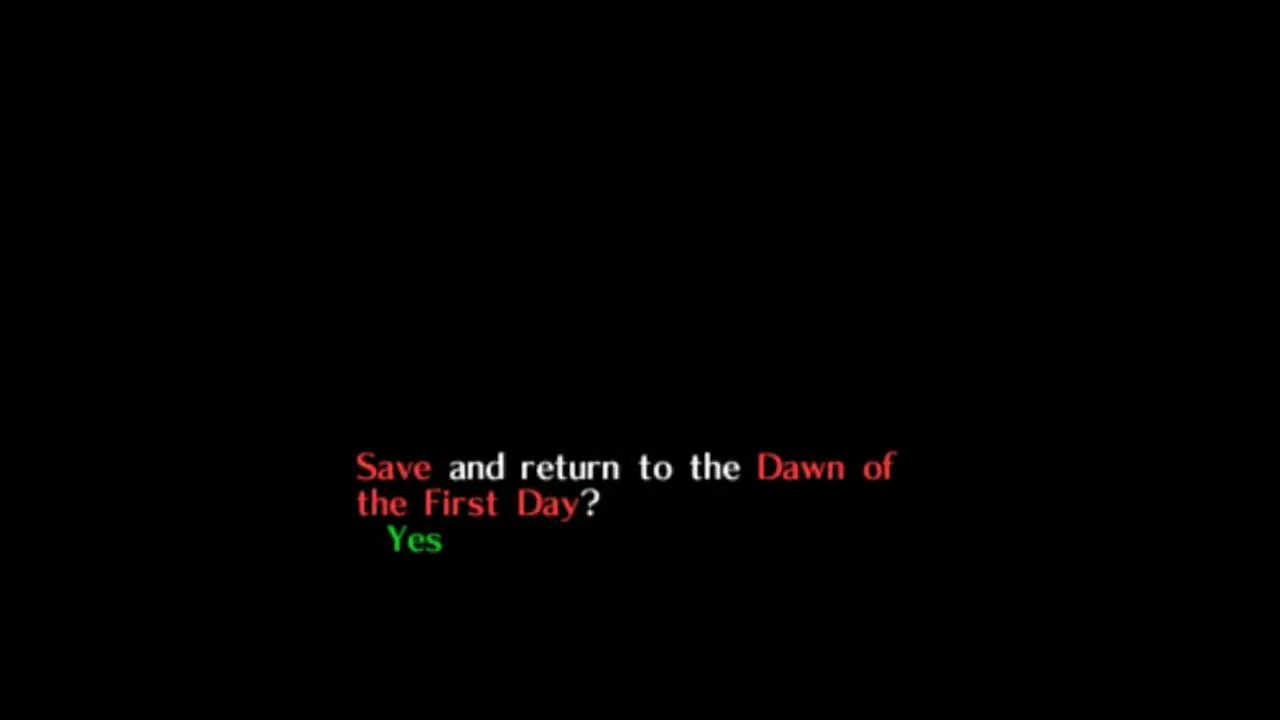 Save and return to the Dawn of
the First Day?
Yes